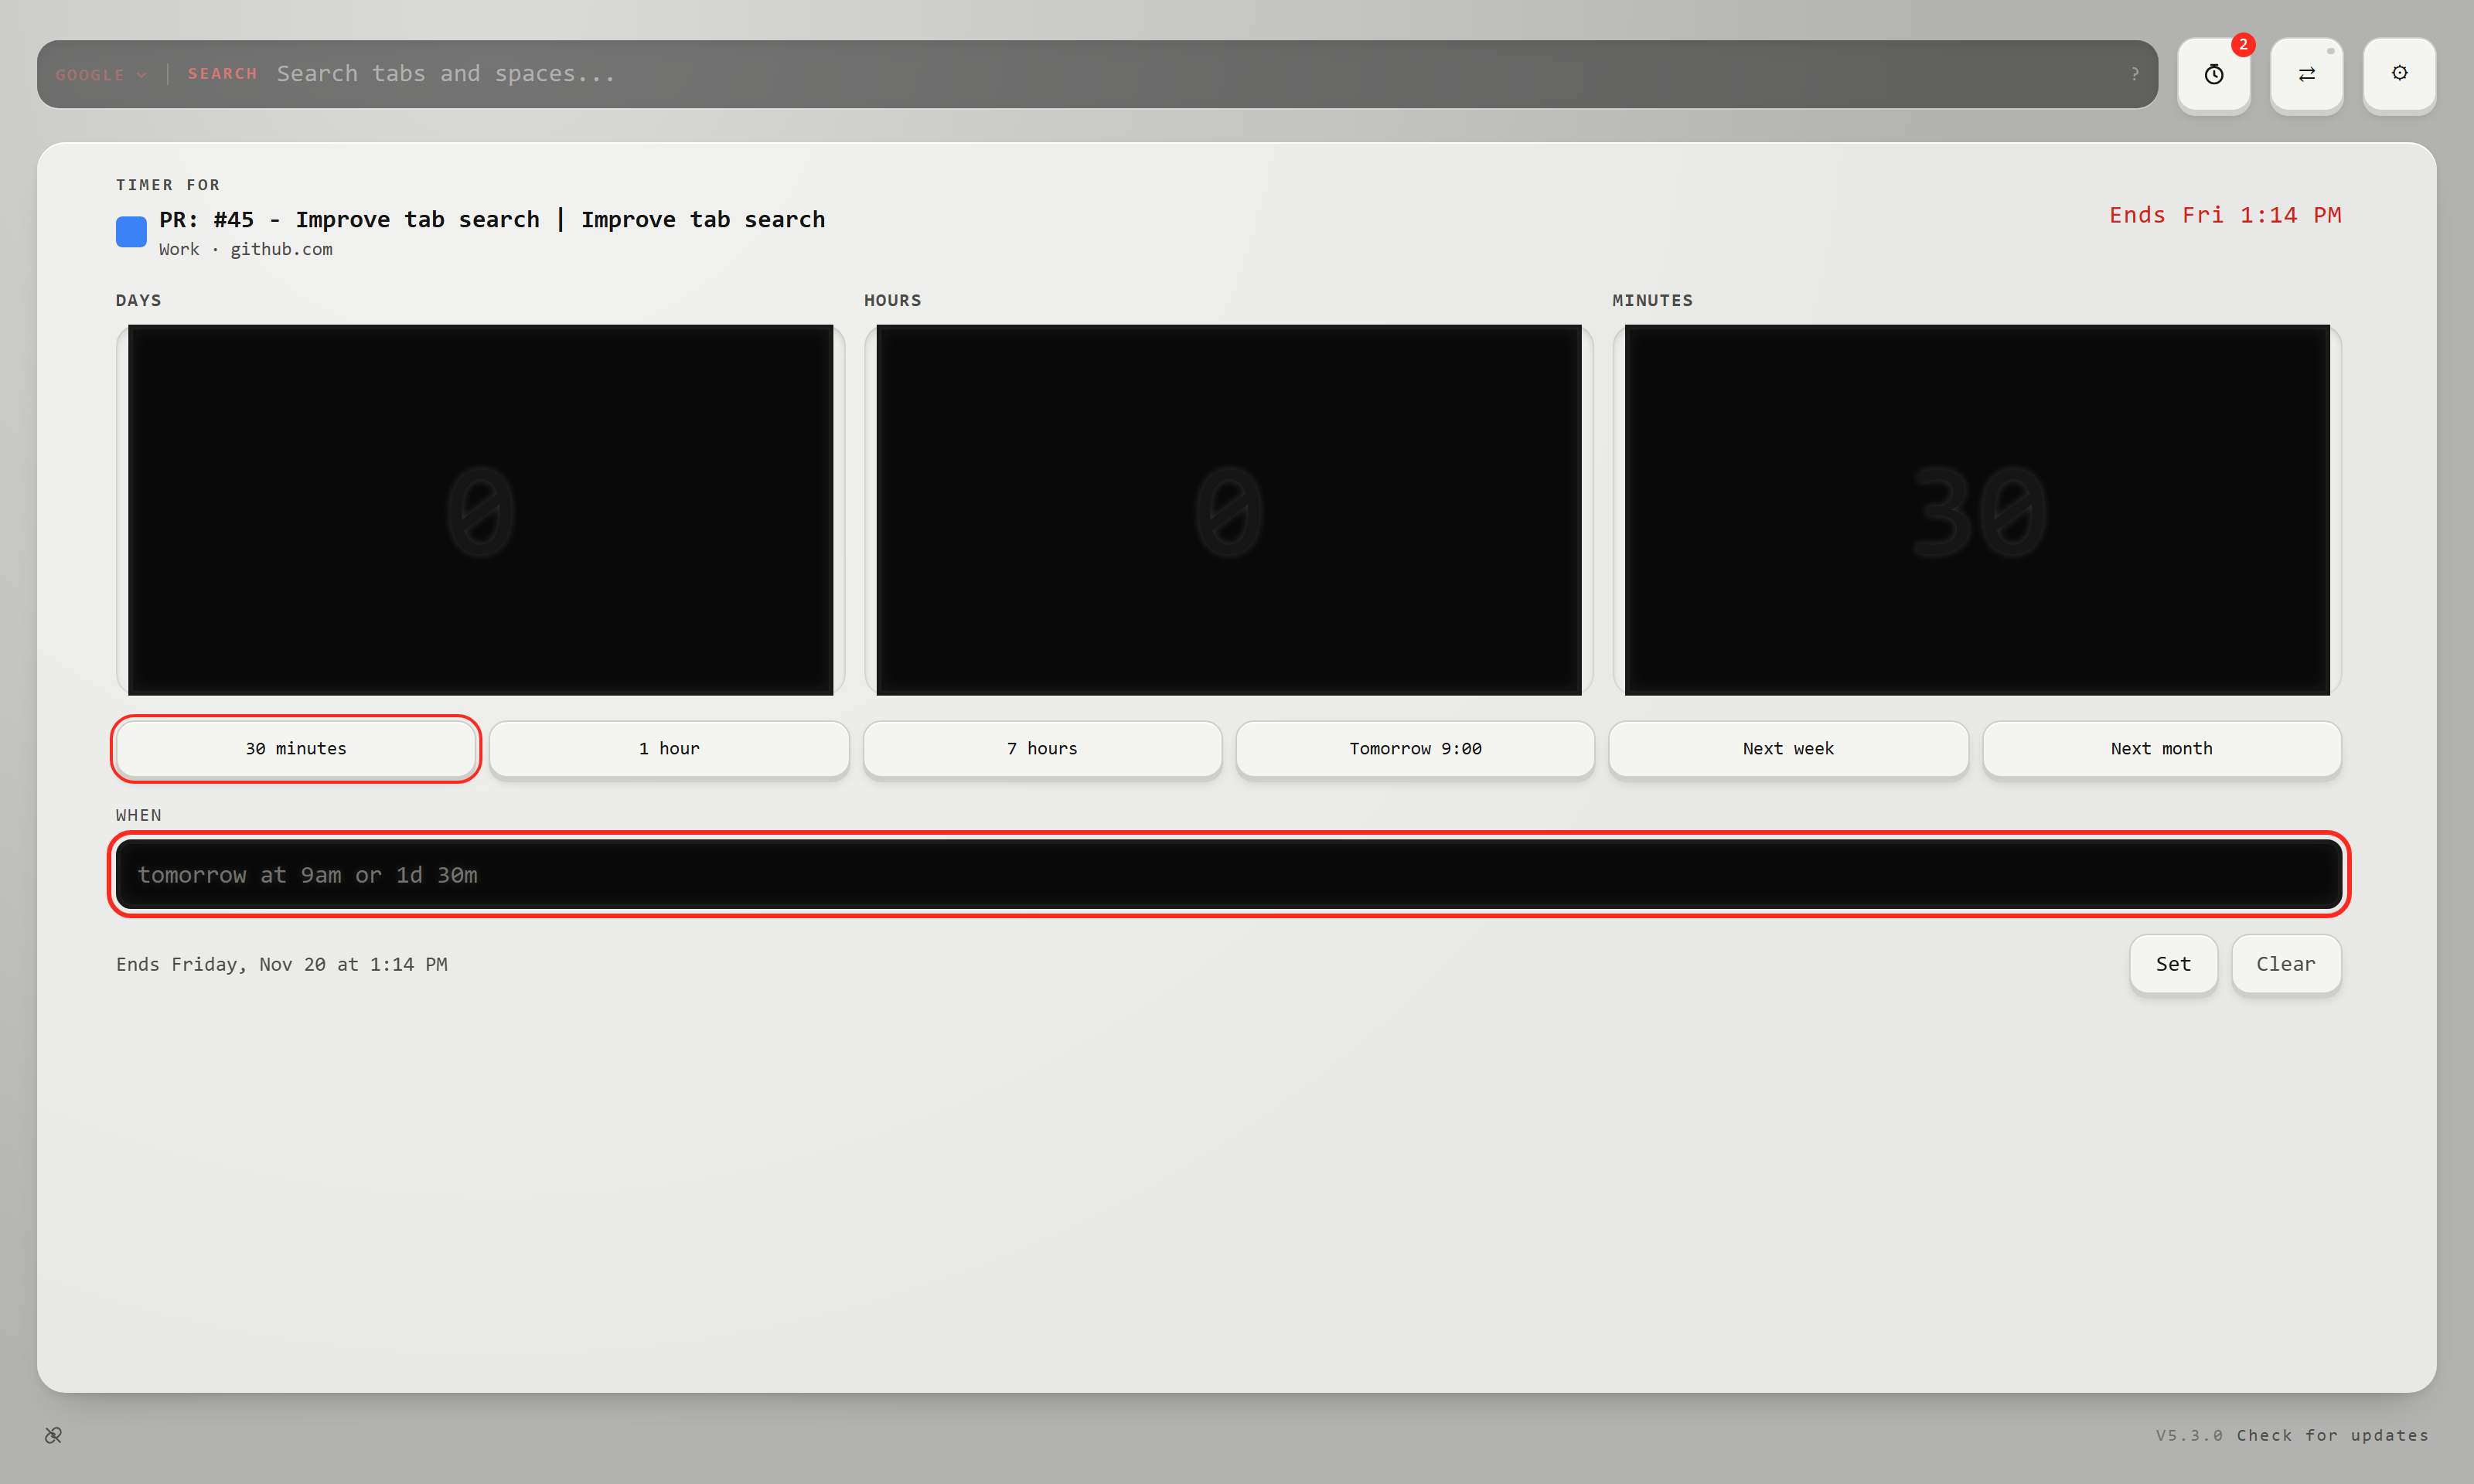 GOOGLE SEARCH Search tabs and spaces... ?
2
TIMER FOR
PR: #45 - Improve tab search | Improve tab search
Work · github.com
Ends Fri 1:14 PM
DAYS HOURS MINUTES
0 0 30
30 minutes 1 hour 7 hours Tomorrow 9:00 Next week Next month
WHEN
tomorrow at 9am or 1d 30m
Ends Friday, Nov 20 at 1:14 PM
Set Clear
V5.3.0 Check for updates